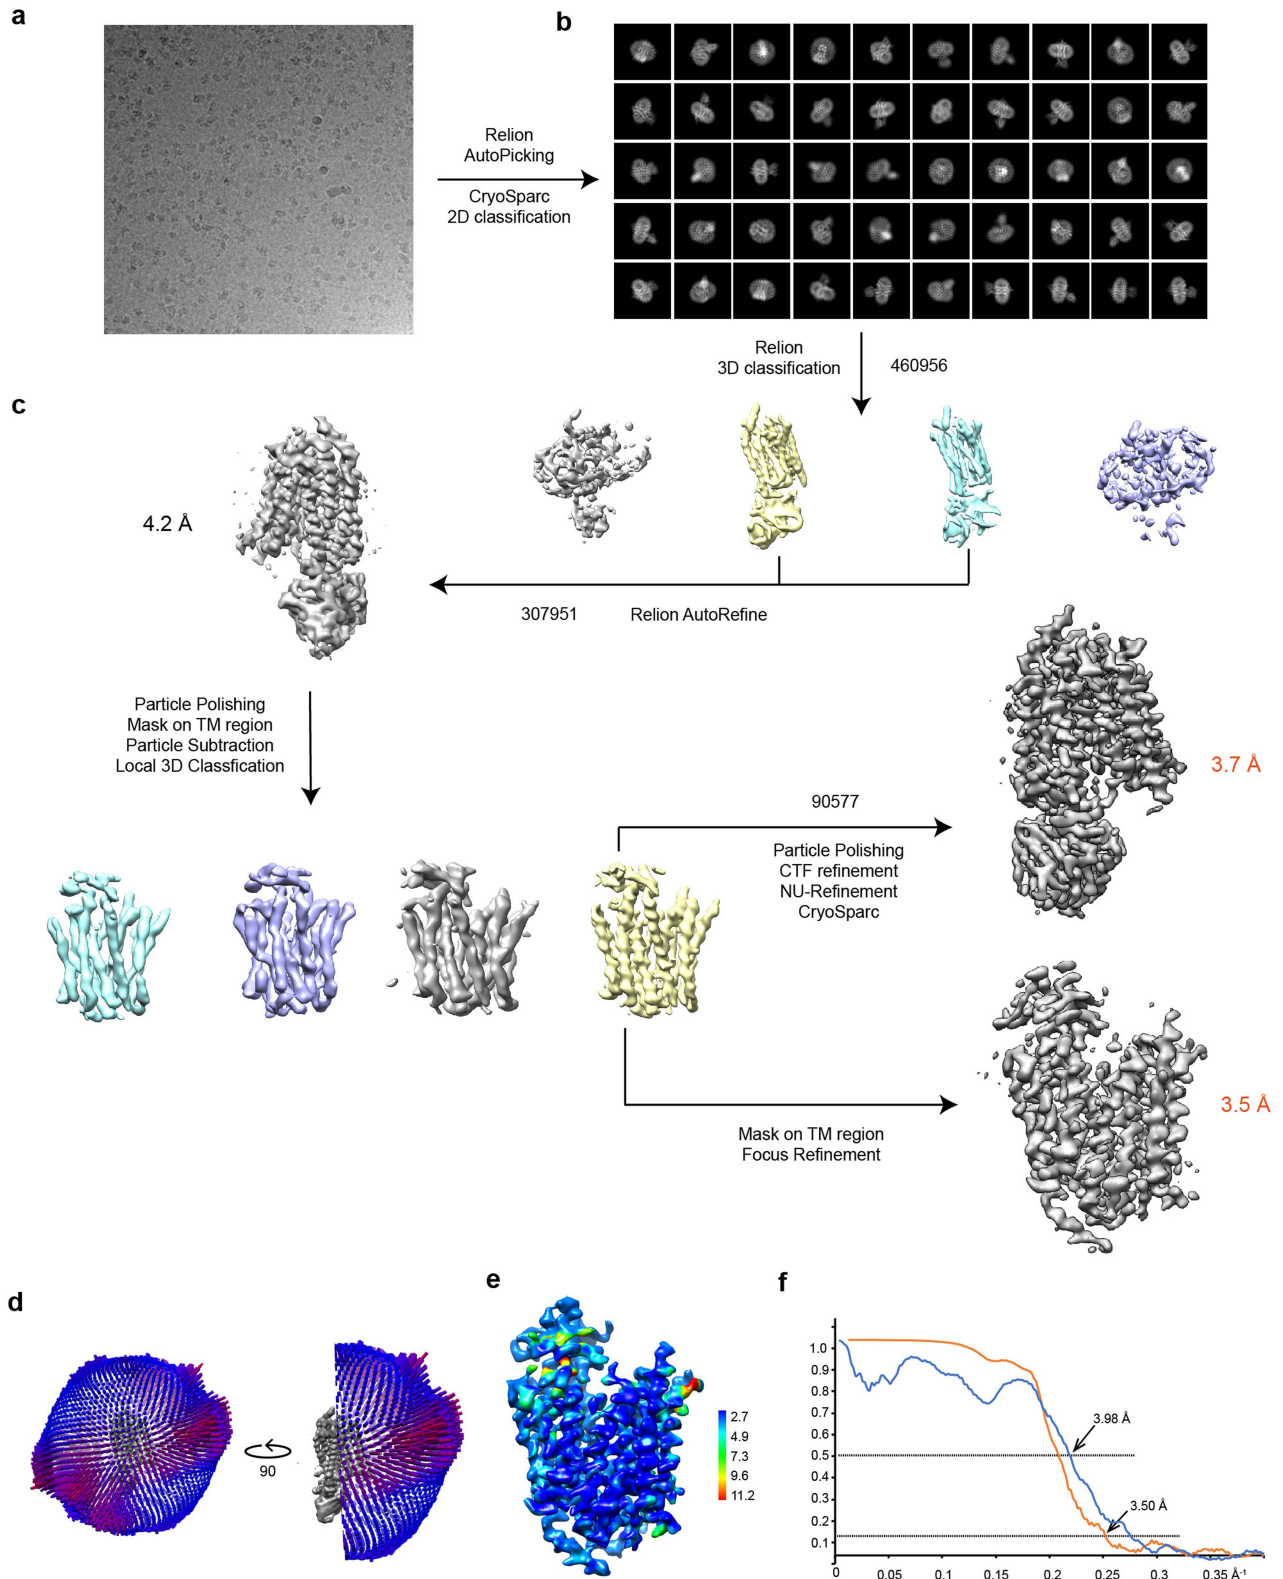 a
b
Relion
AutoPicking
CryoSparc
2D classification
Relion
3D classification
460956
c
4.2 Å
307951
Relion AutoRefine
Particle Polishing
Mask on TM region
Particle Subtraction
Local 3D Classfication
90577
Particle Polishing
CTF refinement
NU-Refinement
CryoSparc
3.7 Å
Mask on TM region
Focus Refinement
3.5 Å
d
90
e
2.7
4.9
7.3
9.6
11.2
f
1.0
0.9
0.8
0.7
0.6
0.5
0.4
0.3
0.2
0.1
3.98 Å
3.50 Å
0
0.05
0.1
0.15
0.2
0.25
0.3
0.35 Å-1